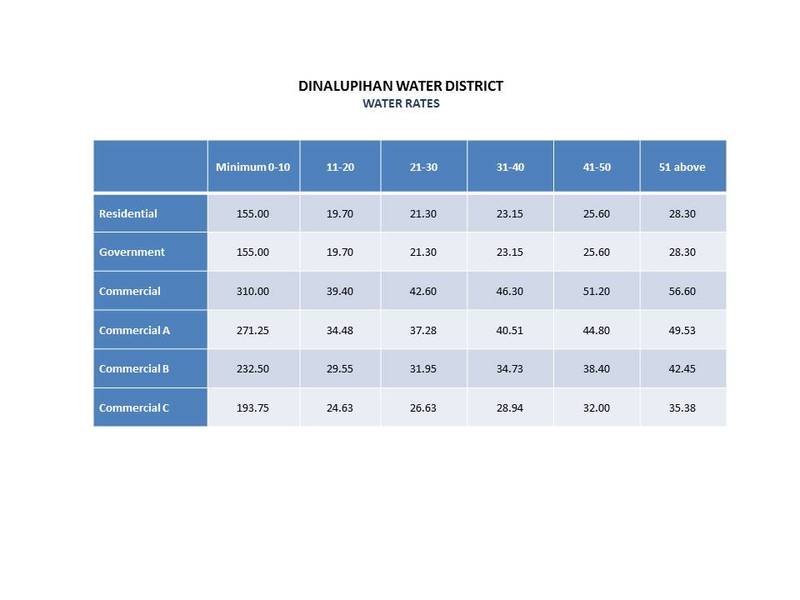 DINALUPIHAN WATER DISTRICT
WATER RATES
Minimum 0-10 11-20 21-30 31-40 41-50 51 above
Residential 155.00 19.70 21.30 23.15 25.60 28.30
Government 155.00 19.70 21.30 23.15 25.60 28.30
Commercial 310.00 39.40 42.60 46.30 51.20 56.60
Commercial A 271.25 34.48 37.28 40.51 44.80 49.53
Commercial B 232.50 29.55 31.95 34.73 38.40 42.45
Commercial C 193.75 24.63 26.63 28.94 32.00 35.38